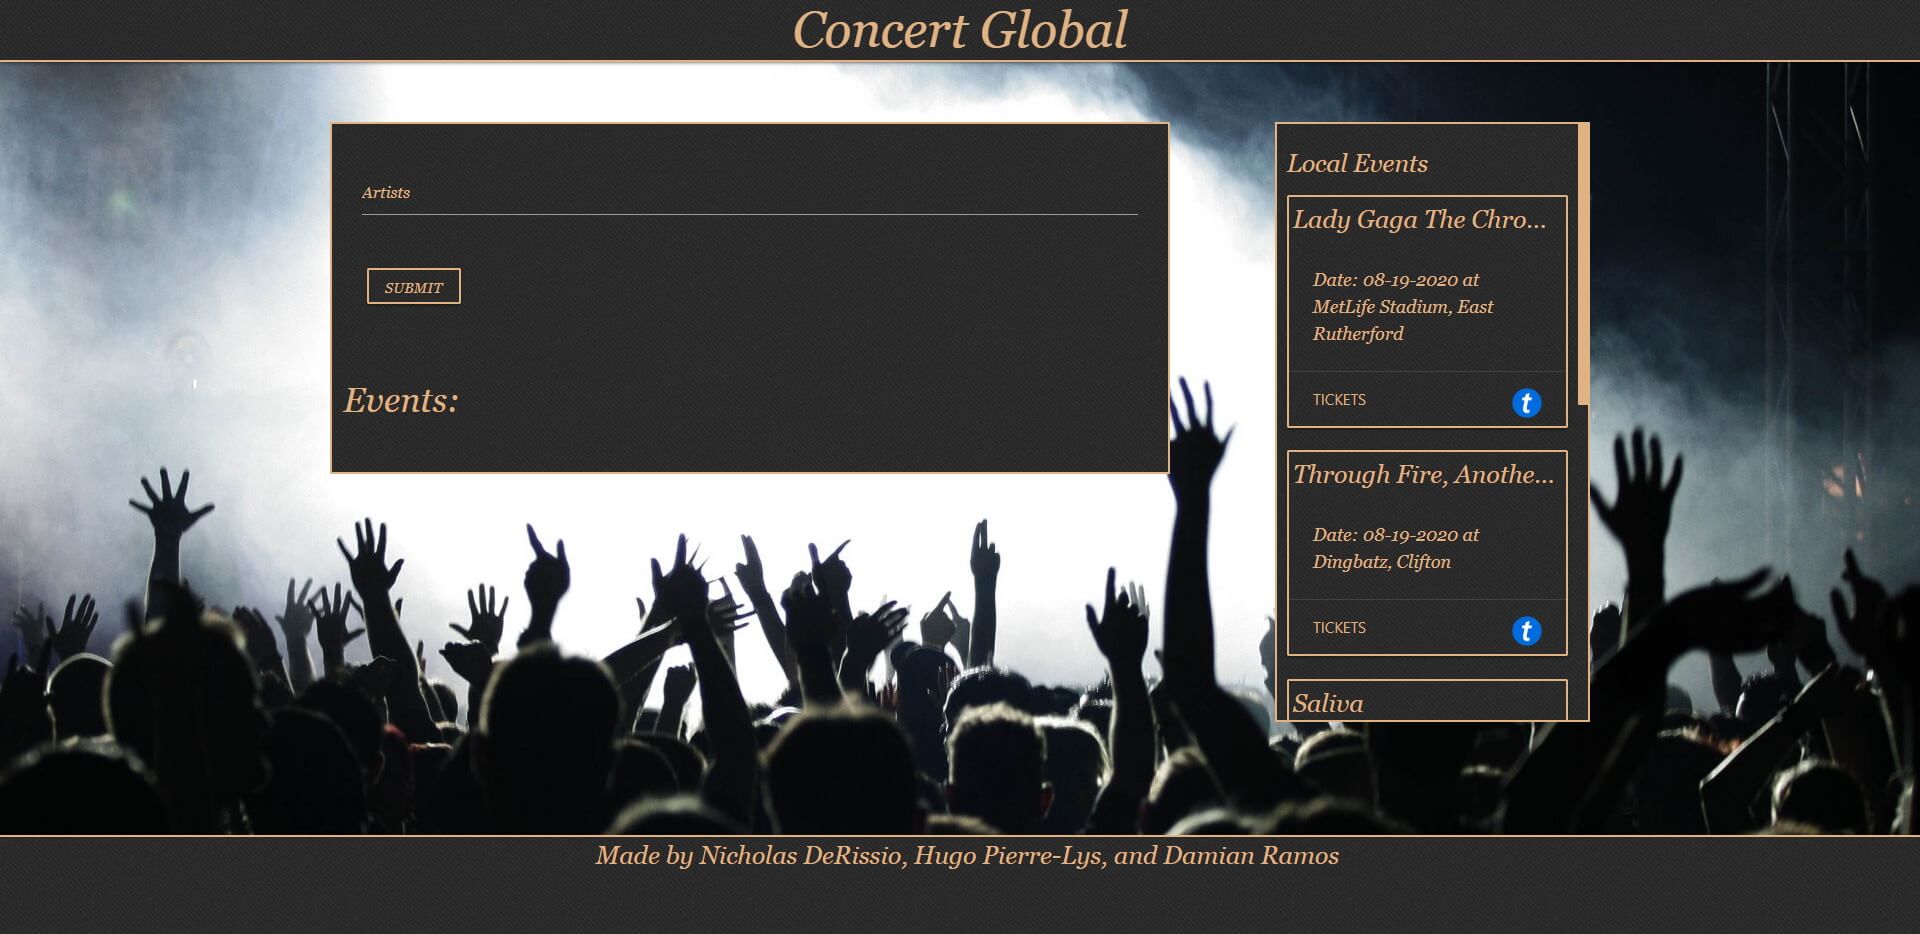 Concert Global
Artists
SUBMIT
Events:
Local Events
Lady Gaga The Chro...
Date: 08-19-2020 at
MetLife Stadium, East
Rutherford
TICKETS
t
Through Fire, Anothe...
Date: 08-19-2020 at
Dingbatz, Clifton
TICKETS
t
Saliva
Made by Nicholas DeRissio, Hugo Pierre-Lys, and Damian Ramos